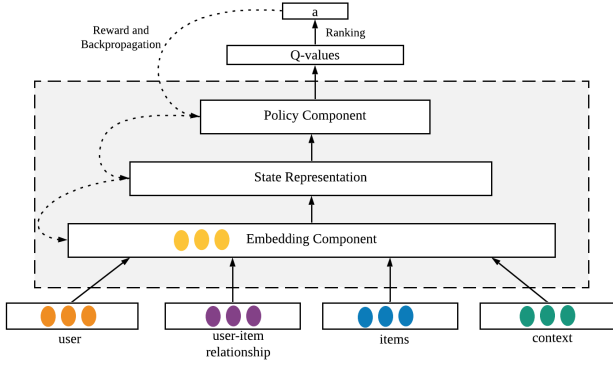 a
Reward and
Backpropagation
Ranking
Q-values
Policy Component
State Representation
Embedding Component
user
user-item
relationship
items
context